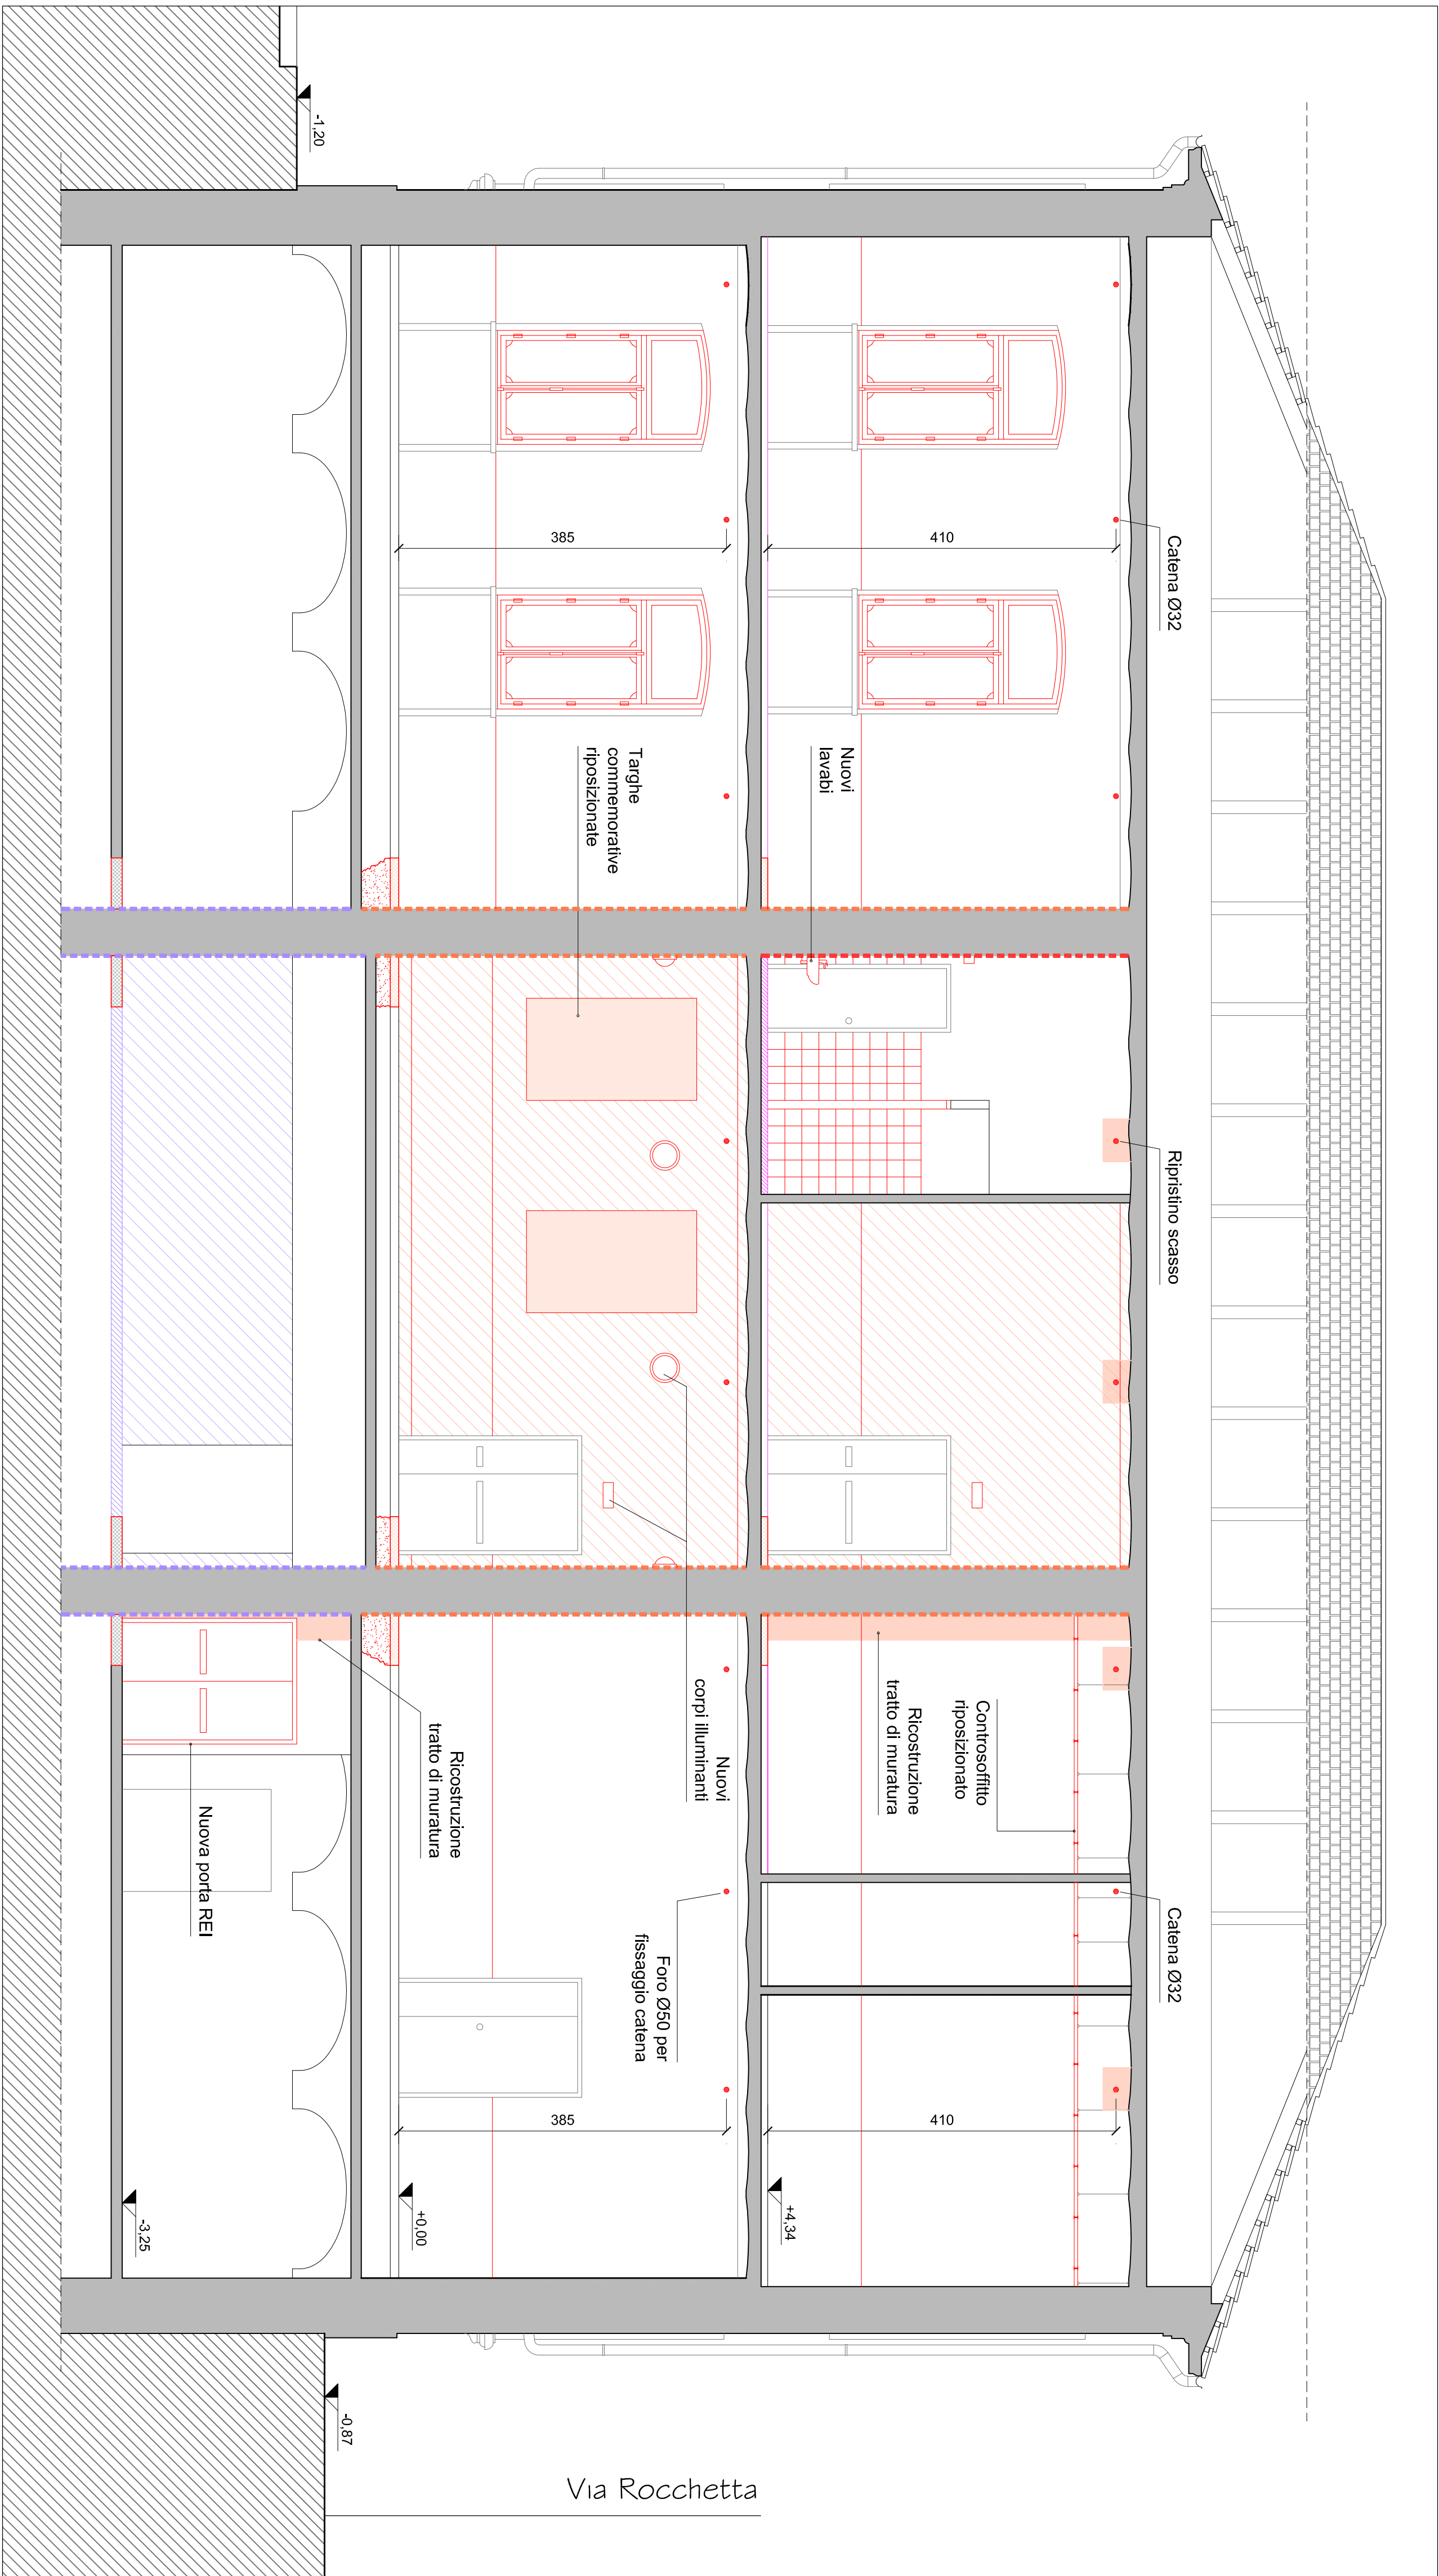 Catena Ø32
Ripristino scasso
Catena Ø32
410
Nuovi
lavabi
Controsoffitto
riposizionato
Ricostruzione
tratto di muratura
410
+4,34
385
Targhe
commemorative
riposizionate
Nuovi
corpi illuminanti
Foro Ø50 per
fissaggio catena
385
+0,00
Ricostruzione
tratto di muratura
Nuova porta REI
-3,25
-1,20
-0,87
Via Rocchetta